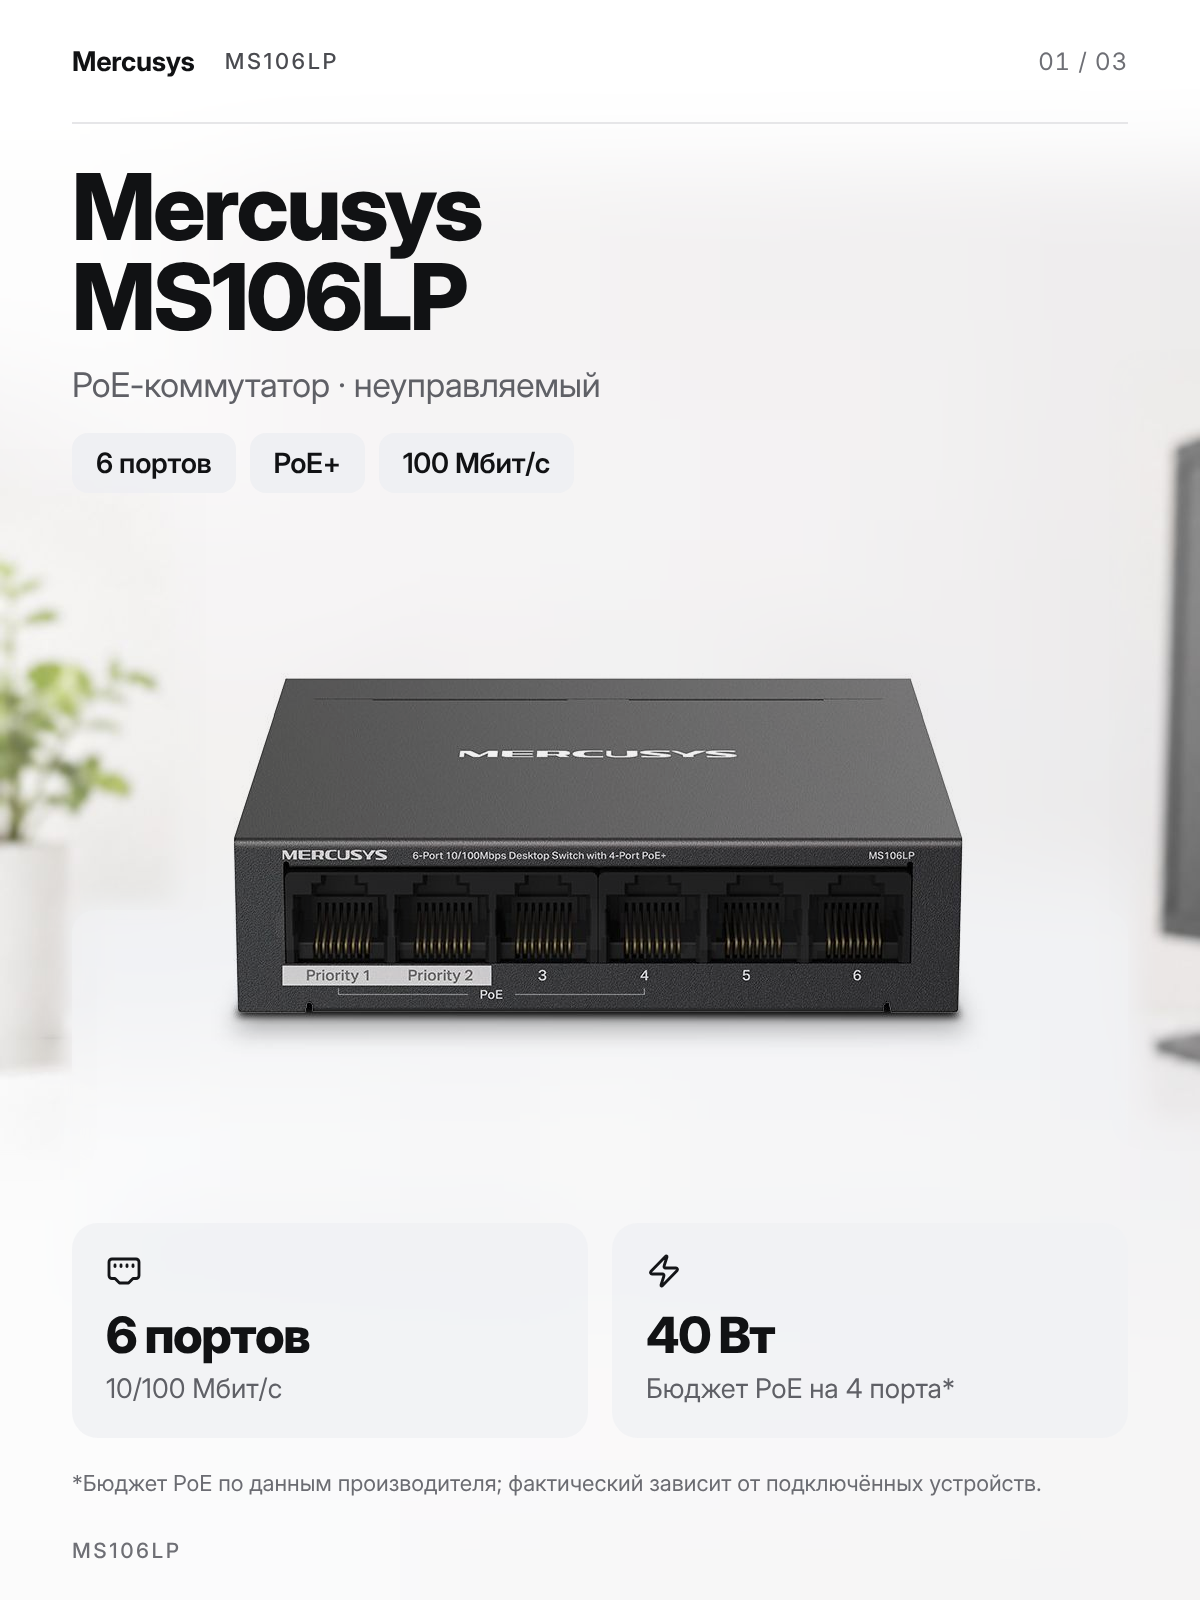 Mercusys MS106LP 01 / 03
Mercusys
MS106LP
PoE-коммутатор · неуправляемый
6 портов PoE+ 100 Мбит/с
MERCUSYS
MERCUSYS 6-Port 10/100Mbps Desktop Switch with 4-Port PoE+ MS106LP
Priority 1 Priority 2 3 4 5 6
PoE
6 портов
10/100 Мбит/с
40 Вт
Бюджет PoE на 4 порта*
*Бюджет PoE по данным производителя; фактический зависит от подключённых устройств.
MS106LP